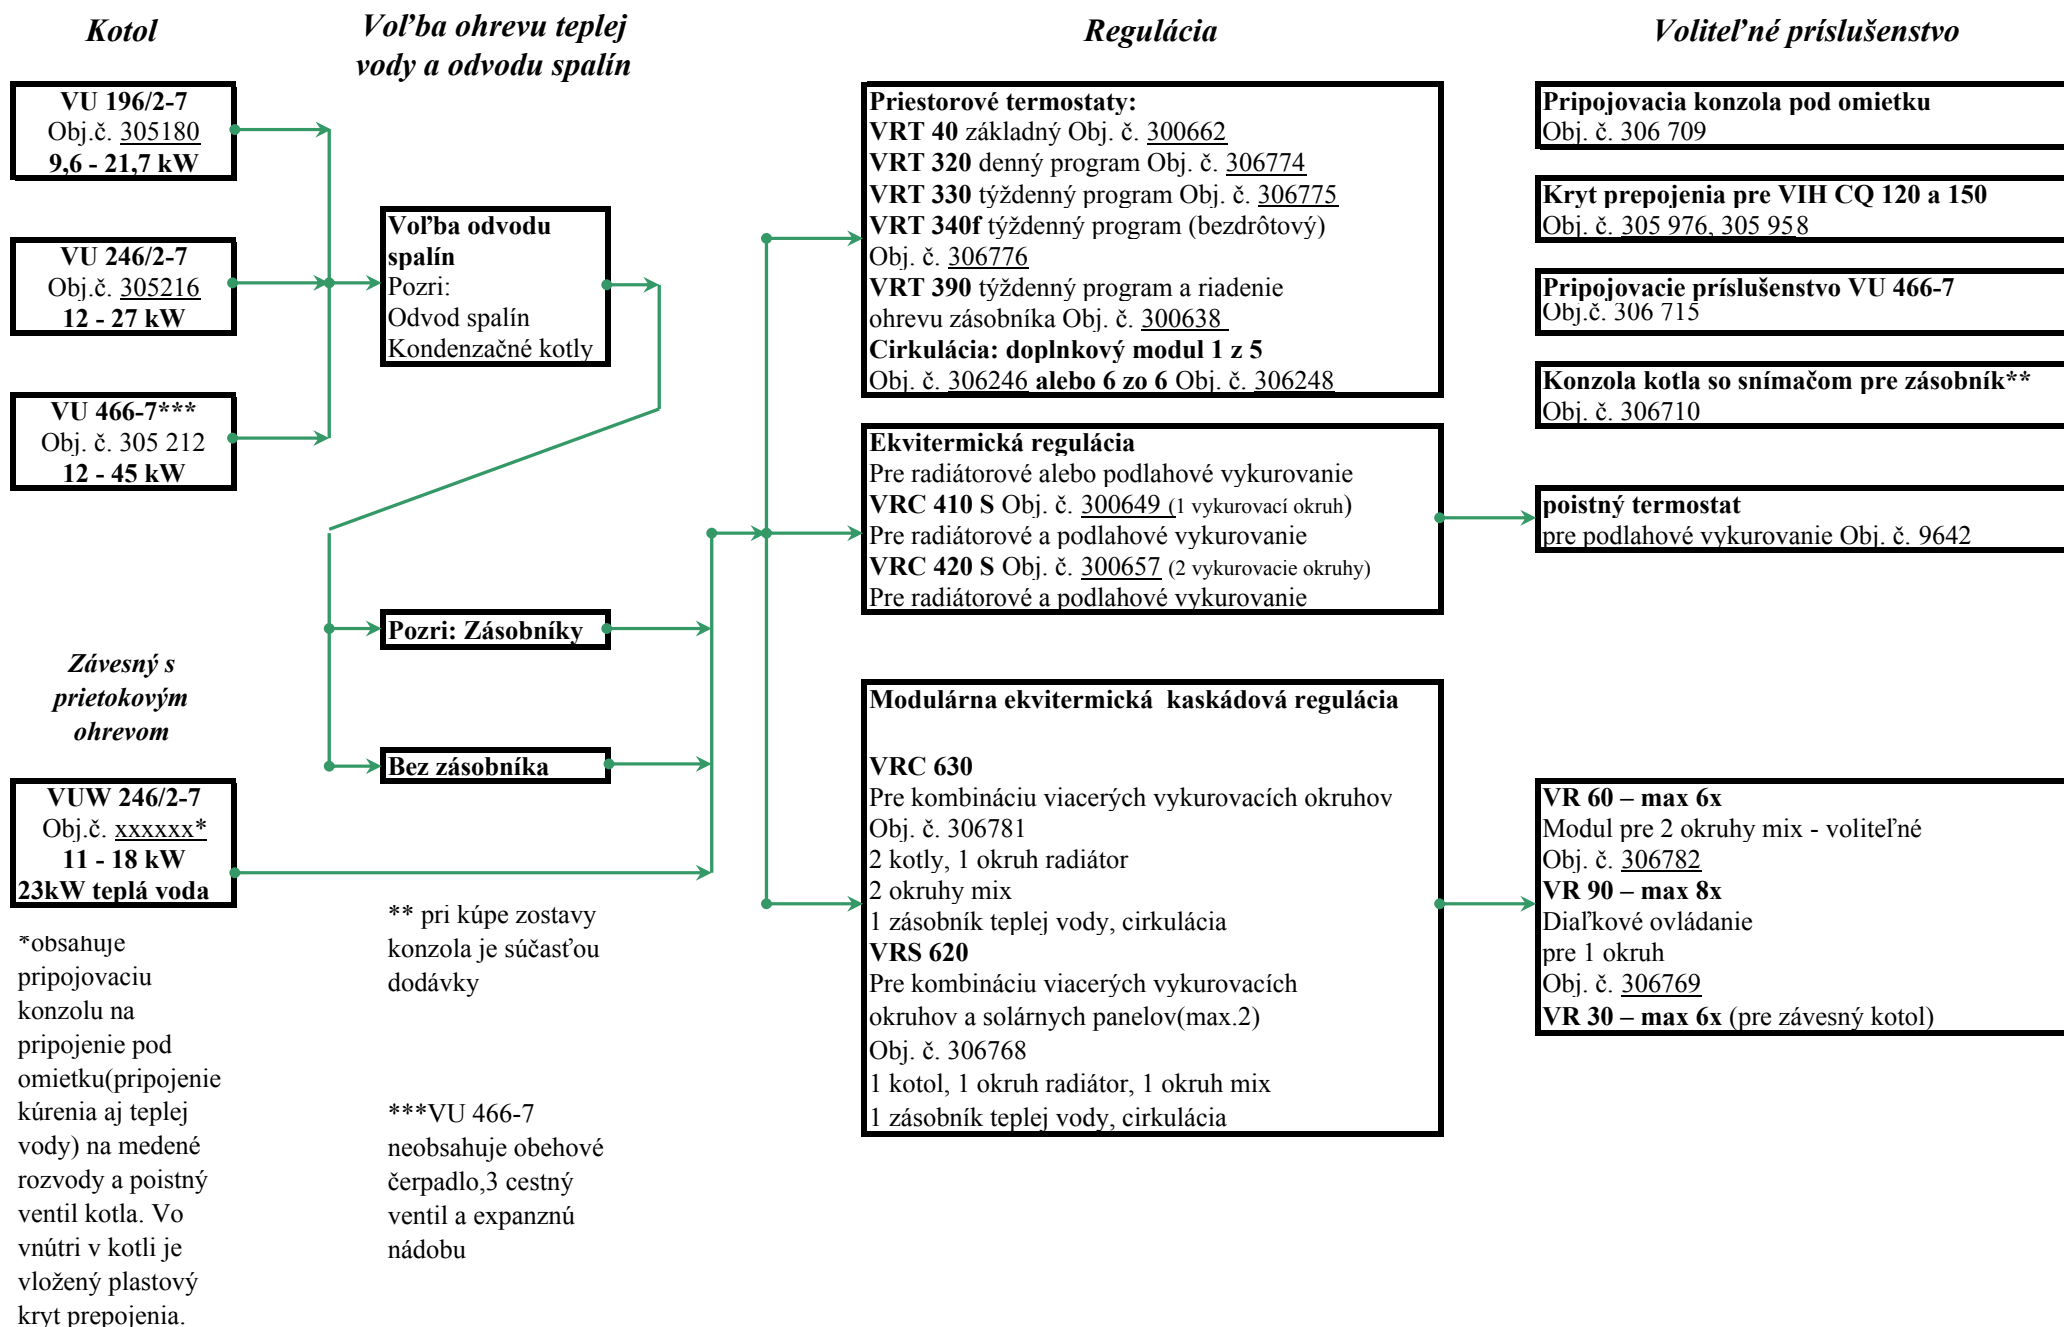 Kotol
VU 196/2-7
Obj.č. 305180
9,6 - 21,7 kW
VU 246/2-7
Obj.č. 305216
12 - 27 kW
VU 466-7***
Obj. č. 305 212
12 - 45 kW
Závesný s
prietokovým
ohrevom
VUW 246/2-7
Obj.č. xxxxxx*
11 - 18 kW
23kW teplá voda
*obsahuje
pripojovaciu
konzolu na
pripojenie pod
omietku(pripojenie
kúrenia aj teplej
vody) na medené
rozvody a poistný
ventil kotla. Vo
vnútri v kotli je
vložený plastový
kryt prepojenia.
Voľba ohrevu teplej
vody a odvodu spalín
Voľba odvodu
spalín
Pozri:
Odvod spalín
Kondenzačné kotly
Pozri: Zásobníky
Bez zásobníka
** pri kúpe zostavy
konzola je súčasťou
dodávky
***VU 466-7
neobsahuje obehové
čerpadlo,3 cestný
ventil a expanznú
nádobu
Regulácia
Priestorové termostaty:
VRT 40 základný Obj. č. 300662
VRT 320 denný program Obj. č. 306774
VRT 330 týždenný program Obj. č. 306775
VRT 340f týždenný program (bezdrôtový)
Obj. č. 306776
VRT 390 týždenný program a riadenie
ohrevu zásobníka Obj. č. 300638
Cirkulácia: doplnkový modul 1 z 5
Obj. č. 306246 alebo 6 zo 6 Obj. č. 306248
Ekvitermická regulácia
Pre radiátorové alebo podlahové vykurovanie
VRC 410 S Obj. č. 300649 (1 vykurovací okruh)
Pre radiátorové a podlahové vykurovanie
VRC 420 S Obj. č. 300657 (2 vykurovacie okruhy)
Pre radiátorové a podlahové vykurovanie
Modulárna ekvitermická  kaskádová regulácia
VRC 630
Pre kombináciu viacerých vykurovacích okruhov
Obj. č. 306781
2 kotly, 1 okruh radiátor
2 okruhy mix
1 zásobník teplej vody, cirkulácia
VRS 620
Pre kombináciu viacerých vykurovacích
okruhov a solárnych panelov(max.2)
Obj. č. 306768
1 kotol, 1 okruh radiátor, 1 okruh mix
1 zásobník teplej vody, cirkulácia
Voliteľné príslušenstvo
Pripojovacia konzola pod omietku
Obj. č. 306 709
Kryt prepojenia pre VIH CQ 120 a 150
Obj. č. 305 976, 305 958
Pripojovacie príslušenstvo VU 466-7
Obj.č. 306 715
Konzola kotla so snímačom pre zásobník**
Obj. č. 306710
poistný termostat
pre podlahové vykurovanie Obj. č. 9642
VR 60 – max 6x
Modul pre 2 okruhy mix - voliteľné
Obj. č. 306782
VR 90 – max 8x
Diaľkové ovládanie
pre 1 okruh
Obj. č. 306769
VR 30 – max 6x (pre závesný kotol)